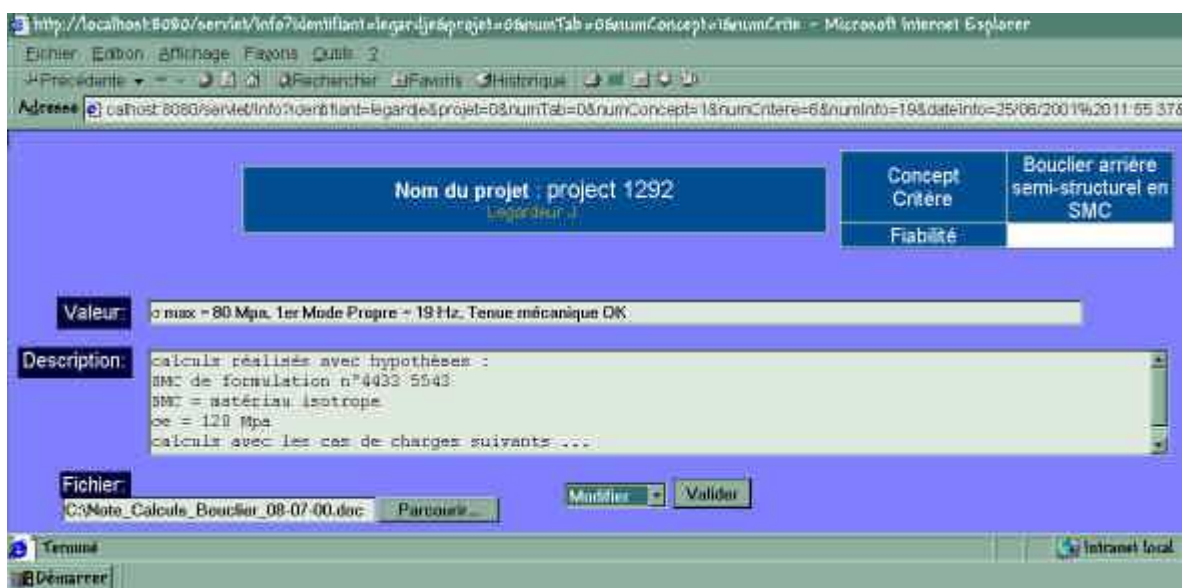 http://localhost:8080/servlet/Info?identifiant=legardje&projet=0&numTab=0&numConcept=1&numCrite - Microsoft Internet Explorer
Fichier Edition Affichage Favoris Outils ?
Précédente Rechercher Favoris Historique
Adresse calhost:8080/servlet/Info?identifiant=legardje&projet=0&numTab=0&numConcept=1&numCritere=6&numInfo=19&dateInfo=25/06/2001%2011:55:37&
Nom du projet : project 1292
Legardeur J
Concept
Critère
Bouclier arrière
semi-structurel en
SMC
Fiabilité
Valeur:
σ max = 80 Mpa, 1er Mode Propre = 19 Hz, Tenue mécanique OK
Description:
calculs réalisés avec hypothèses :
SMC de formulation n°4433 5543
SMC = matériau isotrope
σe = 120 Mpa
calculs avec les cas de charges suivants ...
Fichier:
C:\Note_Calculs_Bouclier_08-07-00.doc Parcourir...
Modifier Valider
Terminé Intranet local
Démarrer